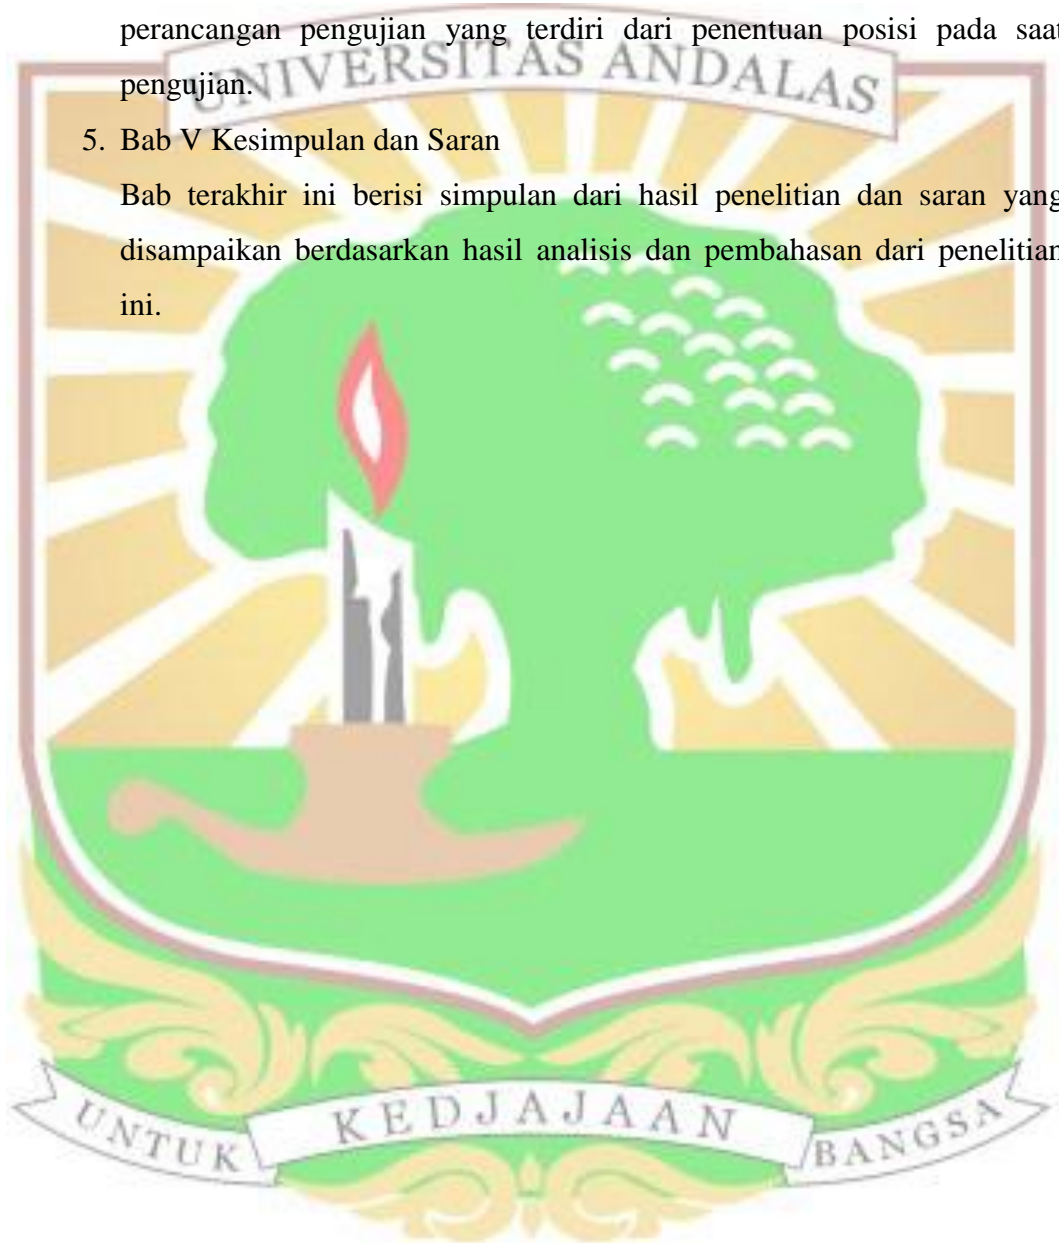 perancangan pengujian yang terdiri dari penentuan posisi pada saat
UNIVERSITAS ANDALAS
pengujian.
5. Bab V Kesimpulan dan Saran
Bab terakhir ini berisi simpulan dari hasil penelitian dan saran yang
disampaikan berdasarkan hasil analisis dan pembahasan dari penelitian
ini.
UNTUK KEDJAJAAN BANGSA